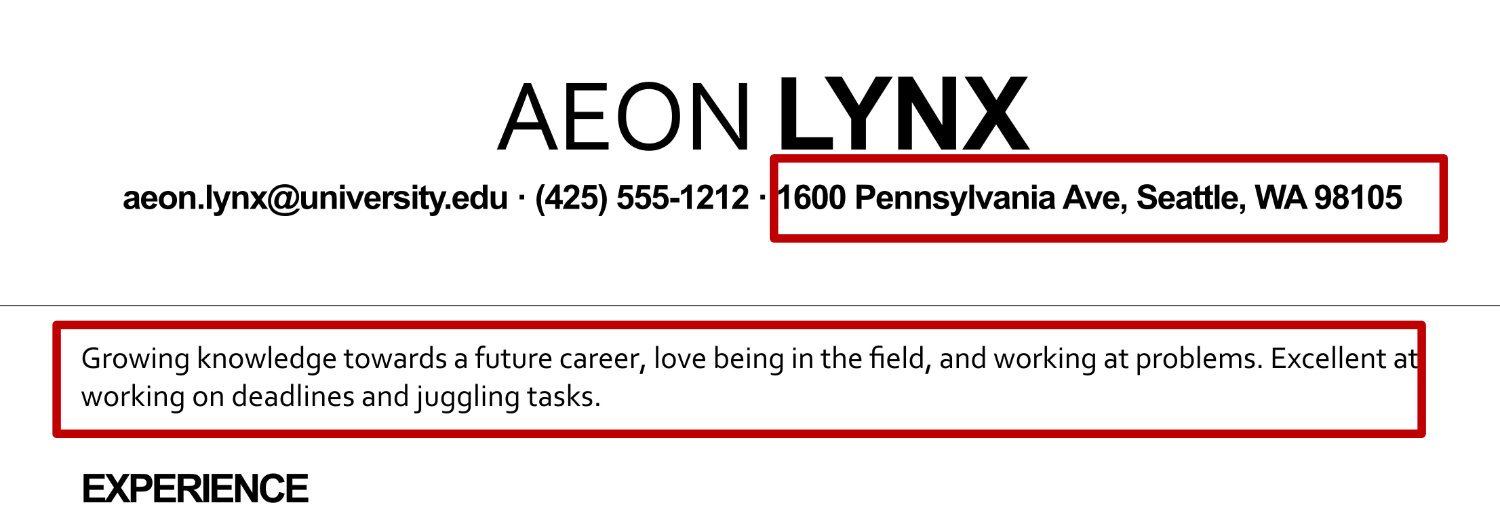 AEON LYNX
aeon.lynx@university.edu · (425) 555-1212 · 1600 Pennsylvania Ave, Seattle, WA 98105
Growing knowledge towards a future career, love being in the field, and working at problems. Excellent at
working on deadlines and juggling tasks.
EXPERIENCE